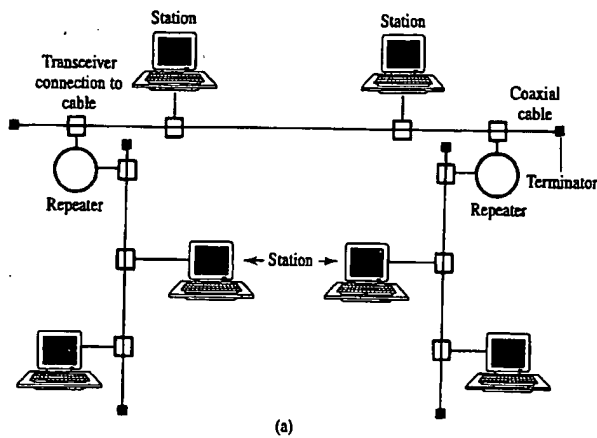 Station
Station
Transceiver
connection to
cable
Coaxial
cable
Repeater
Terminator
Repeater
Station
(a)